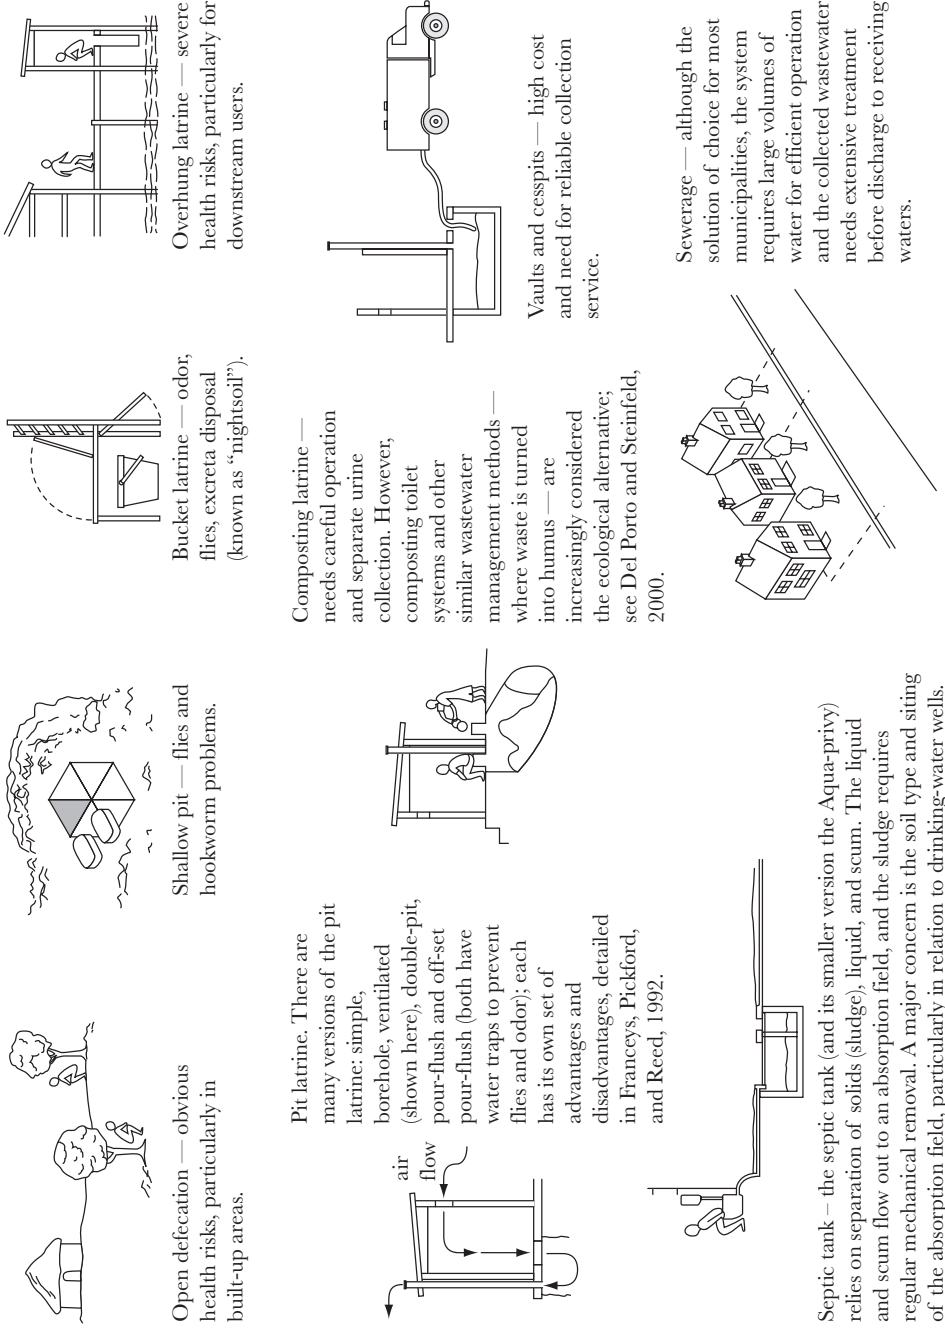 Open defecation — obvious
health risks, particularly in
built-up areas.
Shallow pit — flies and
hookworm problems.
Bucket latrine — odor,
flies, excreta disposal
(known as “nightsoil”).
Overhung latrine — severe
health risks, particularly for
downstream users.
air
flow
Pit latrine. There are
many versions of the pit
latrine: simple,
borehole, ventilated
(shown here), double-pit,
pour-flush and off-set
pour-flush (both have
water traps to prevent
flies and odor); each
has its own set of
advantages and
disadvantages, detailed
in Franceys, Pickford,
and Reed, 1992.
Composting latrine —
needs careful operation
and separate urine
collection. However,
composting toilet
systems and other
similar wastewater
management methods —
where waste is turned
into humus — are
increasingly considered
the ecological alternative;
see Del Porto and Steinfeld,
2000.
Vaults and cesspits — high cost
and need for reliable collection
service.
Septic tank – the septic tank (and its smaller version the Aqua-privy)
relies on separation of solids (sludge), liquid, and scum. The liquid
and scum flow out to an absorption field, and the sludge requires
regular mechanical removal. A major concern is the soil type and siting
of the absorption field, particularly in relation to drinking-water wells.
Sewerage — although the
solution of choice for most
municipalities, the system
requires large volumes of
water for efficient operation
and the collected wastewater
needs extensive treatment
before discharge to receiving
waters.